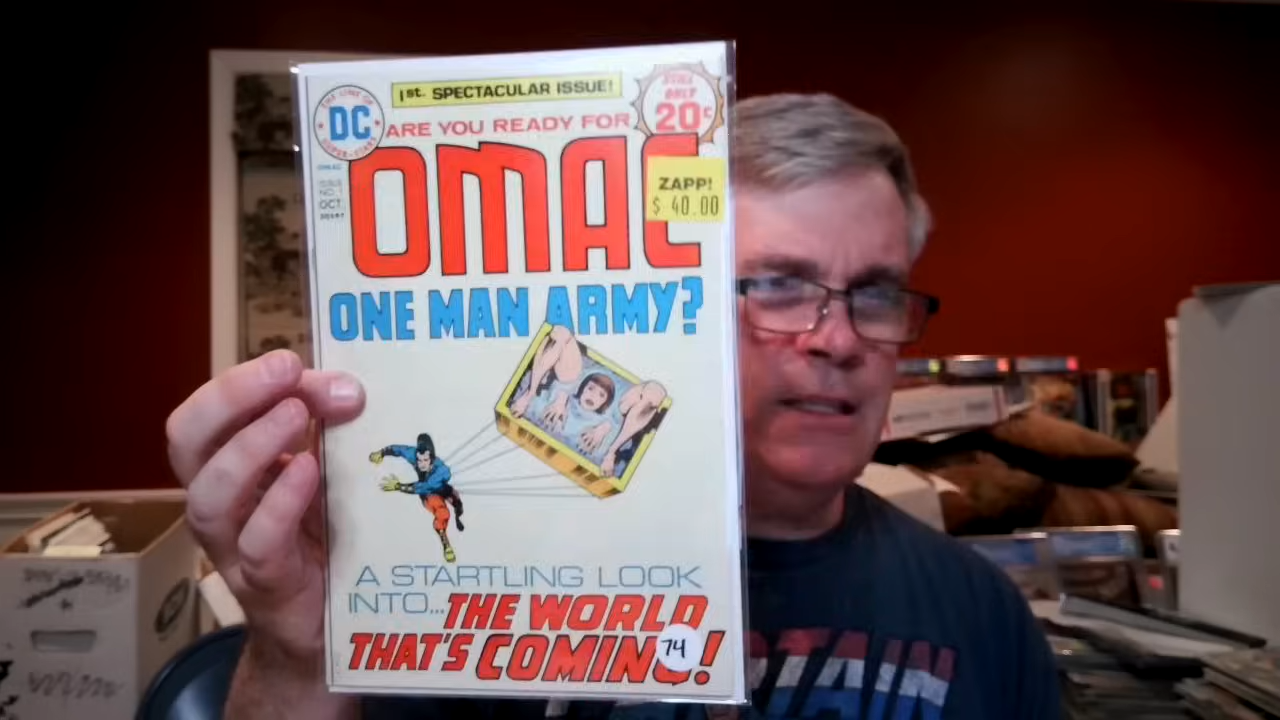 1st. SPECTACULAR ISSUE!
THE LINE OF
DC
SUPER-STARS
STILL
ONLY
20¢
ARE YOU READY FOR
OMAC
ISSUE
NO. 1
OCT.
ZAPP!
$ 40.00
ONE MAN ARMY?
A STARTLING LOOK
INTO... THE WORLD
THAT'S COMING!
74